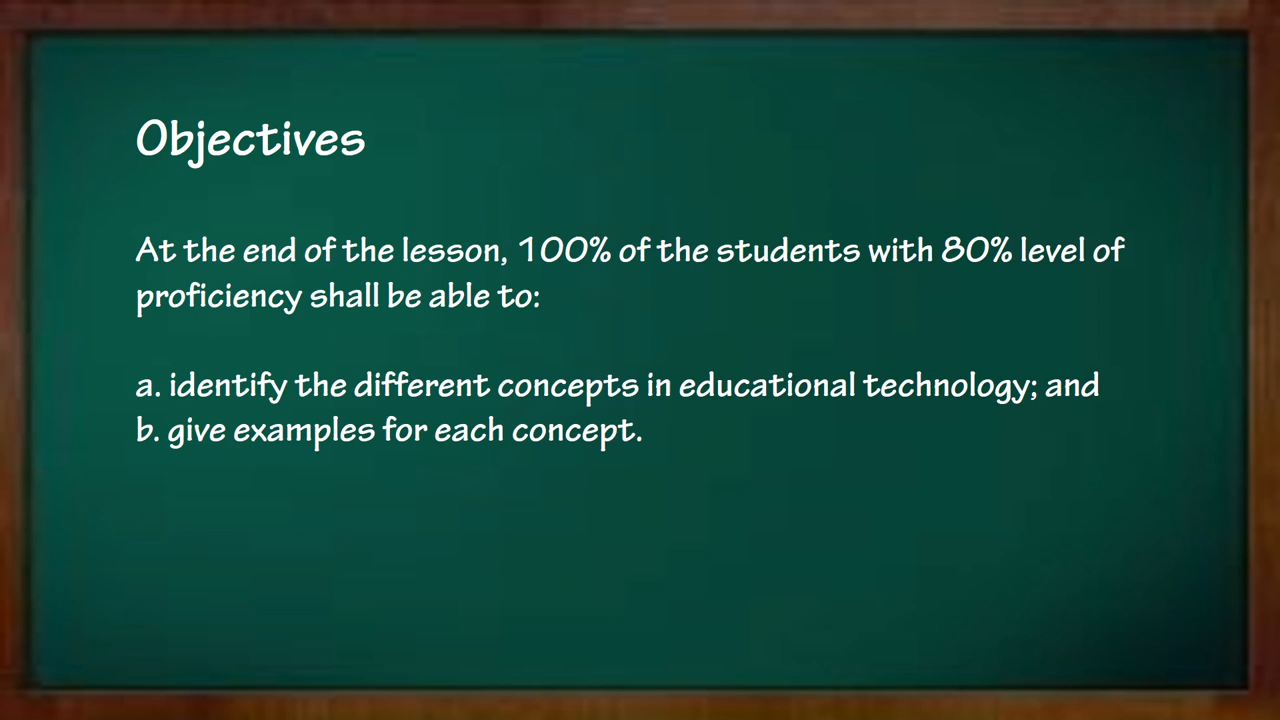 Objectives
At the end of the lesson, 100% of the students with 80% level of
proficiency shall be able to:
a. identify the different concepts in educational technology; and
b. give examples for each concept.